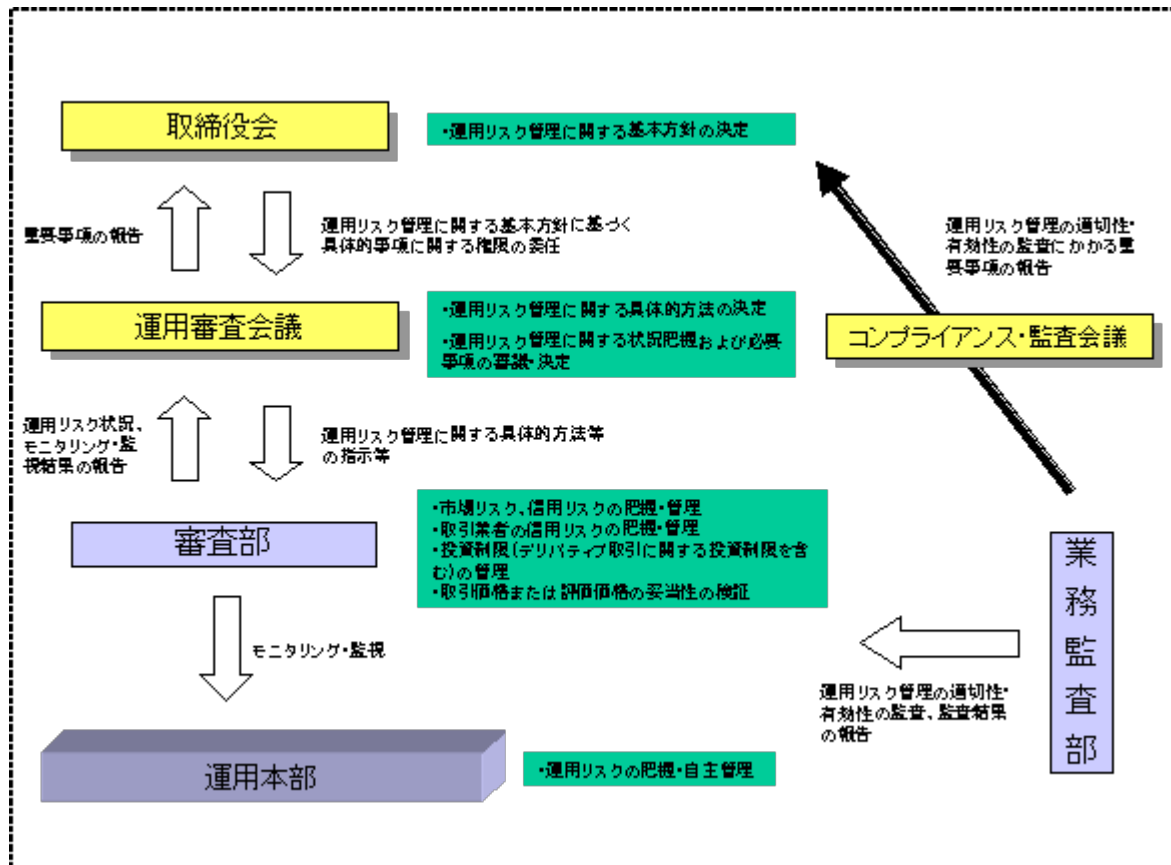 取締役会
・運用リスク管理に関する基本方針の決定
重要事項の報告
運用リスク管理に関する基本方針に基づく
具体的事項に関する権限の委任
運用リスク管理の適切性・
有効性の監査にかかる重
要事項の報告
運用審査会議
・運用リスク管理に関する具体的方法の決定
・運用リスク管理に関する状況把握および必要
事項の審議・決定
コンプライアンス・監査会議
運用リスク状況、
モニタリング・監
視結果の報告
運用リスク管理に関する具体的方法等
の指示等
審査部
・市場リスク、信用リスクの把握・管理
・取引業者の信用リスクの把握・管理
・投資制限(デリバティブ取引に関する投資制限を含
む)の管理
・取引価格または評価価格の妥当性の検証
業務監査部
モニタリング・監視
運用リスク管理の適切性・
有効性の監査、監査結果
の報告
運用本部
・運用リスクの把握・自主管理